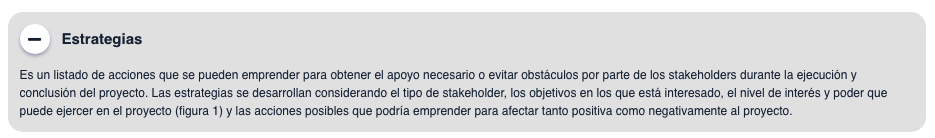 Estrategias
Es un listado de acciones que se pueden emprender para obtener el apoyo necesario o evitar obstáculos por parte de los stakeholders durante la ejecución y
conclusión del proyecto. Las estrategias se desarrollan considerando el tipo de stakeholder, los objetivos en los que está interesado, el nivel de interés y poder que
puede ejercer en el proyecto (figura 1) y las acciones posibles que podría emprender para afectar tanto positiva como negativamente al proyecto.